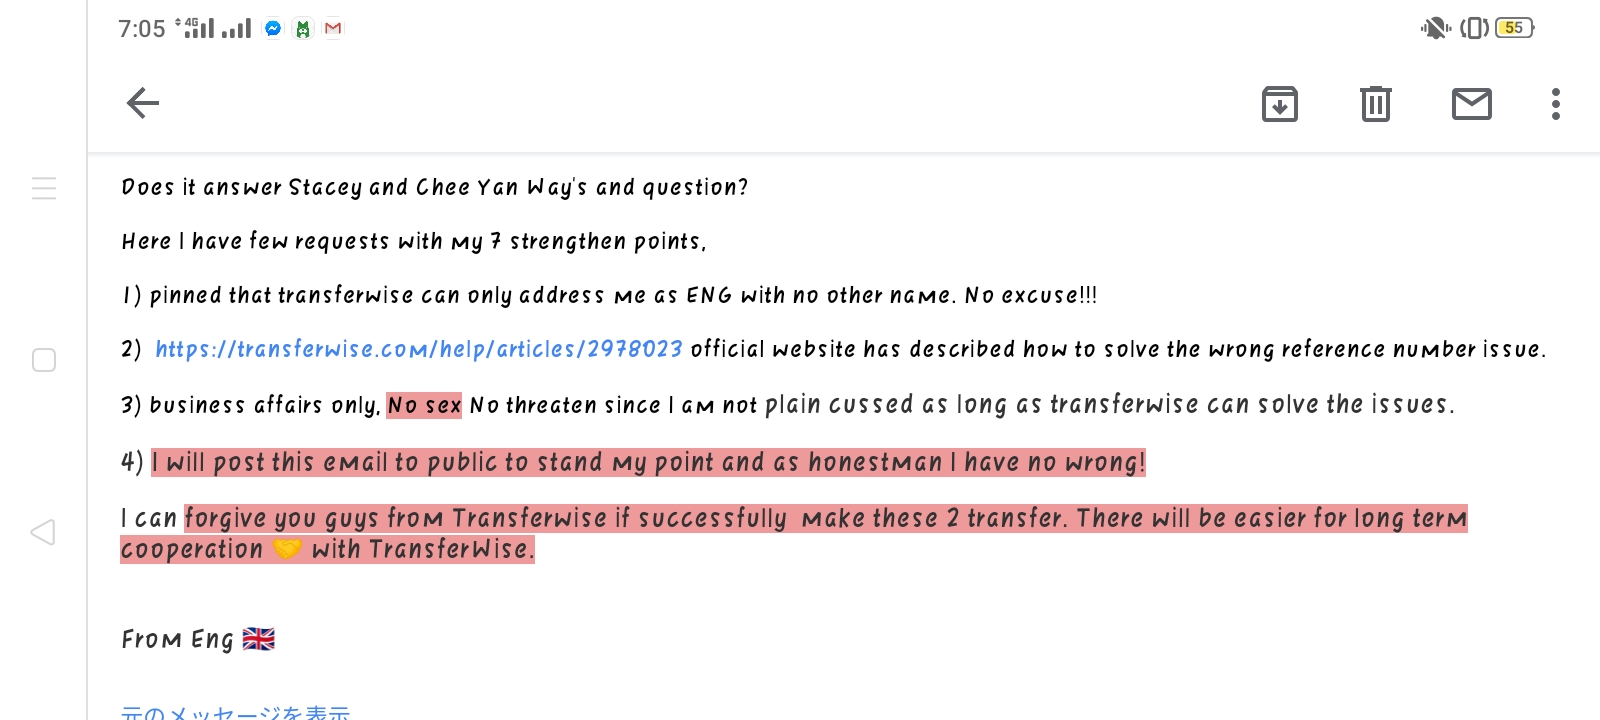 7:05 4G 55
Does it answer Stacey and Chee Yan Way's and question?
Here I have few requests with my 7 strengthen points,
1) pinned that transferwise can only address me as ENG with no other name. No excuse!!!
2) https://transferwise.com/help/articles/2978023 official website has described how to solve the wrong reference number issue.
3) business affairs only, No sex No threaten since I am not plain cussed as long as transferwise can solve the issues.
4) I will post this email to public to stand my point and as honestman I have no wrong!
I can forgive you guys from Transferwise if successfully make these 2 transfer. There will be easier for long term
cooperation 🤝 with TransferWise.
From Eng 🇬🇧
元のメッセージを表示